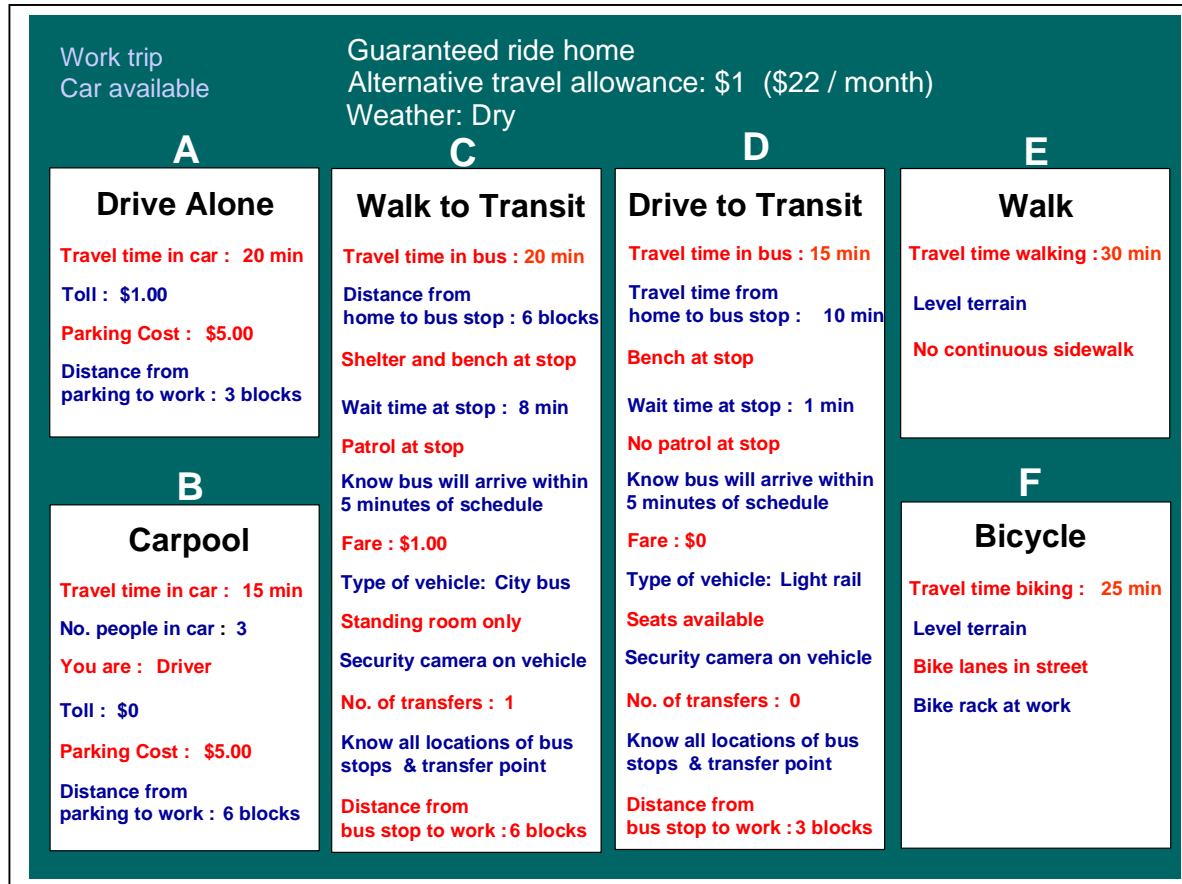 Work trip
Car available
Guaranteed ride home
Alternative travel allowance: $1 ($22 / month)
Weather: Dry
A
Drive Alone
Travel time in car : 20 min
Toll : $1.00
Parking Cost : $5.00
Distance from
parking to work : 3 blocks
B
Carpool
Travel time in car : 15 min
No. people in car : 3
You are : Driver
Toll : $0
Parking Cost : $5.00
Distance from
parking to work : 6 blocks
C
Walk to Transit
Travel time in bus : 20 min
Distance from
home to bus stop : 6 blocks
Shelter and bench at stop
Wait time at stop : 8 min
Patrol at stop
Know bus will arrive within
5 minutes of schedule
Fare : $1.00
Type of vehicle: City bus
Standing room only
Security camera on vehicle
No. of transfers : 1
Know all locations of bus
stops & transfer point
Distance from
bus stop to work : 6 blocks
D
Drive to Transit
Travel time in bus : 15 min
Travel time from
home to bus stop : 10 min
Bench at stop
Wait time at stop : 1 min
No patrol at stop
Know bus will arrive within
5 minutes of schedule
Fare : $0
Type of vehicle: Light rail
Seats available
Security camera on vehicle
No. of transfers : 0
Know all locations of bus
stops & transfer point
Distance from
bus stop to work : 3 blocks
E
Walk
Travel time walking : 30 min
Level terrain
No continuous sidewalk
F
Bicycle
Travel time biking : 25 min
Level terrain
Bike lanes in street
Bike rack at work